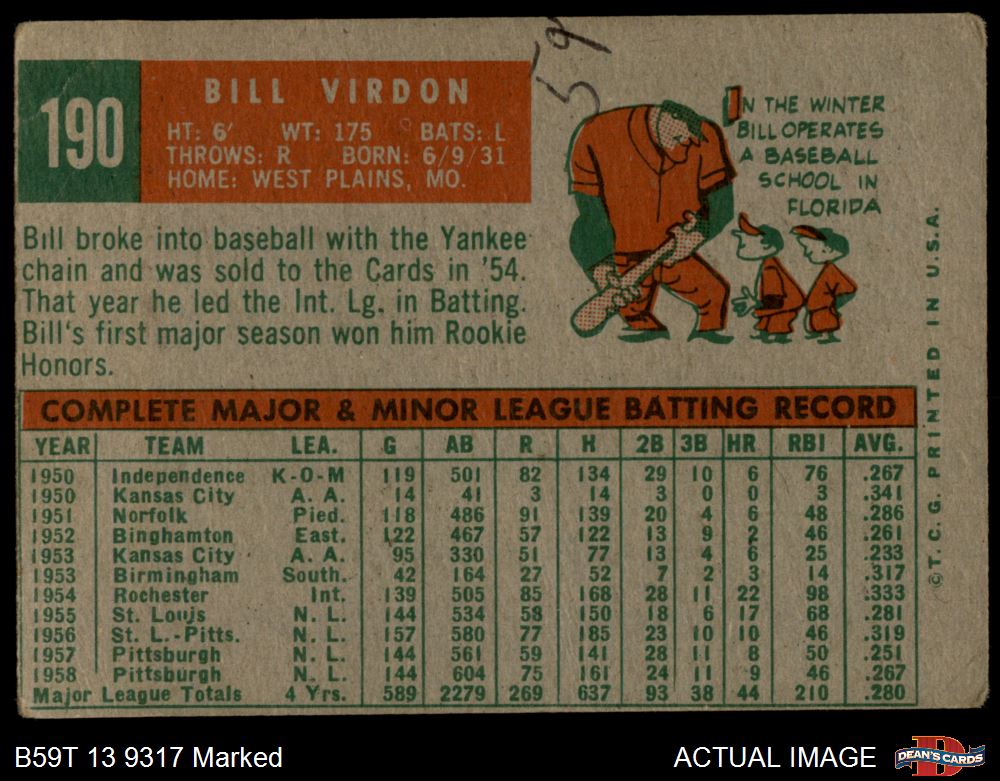 59
190
BILL VIRDON
HT: 6' WT: 175 BATS: L
THROWS: R BORN: 6/9/31
HOME: WEST PLAINS, MO.
IN THE WINTER
BILL OPERATES
A BASEBALL
SCHOOL IN
FLORIDA
Bill broke into baseball with the Yankee
chain and was sold to the Cards in '54.
That year he led the Int. Lg. in Batting.
Bill's first major season won him Rookie
Honors.
COMPLETE MAJOR & MINOR LEAGUE BATTING RECORD
YEAR TEAM LEA. G AB R H 2B 3B HR RBI AVG.
1950 Independence K-O-M 119 501 82 134 29 10 6 76 .267
1950 Kansas City A. A. 14 41 3 14 3 0 0 3 .341
1951 Norfolk Pied. 118 486 91 139 20 4 6 48 .286
1952 Binghamton East. 122 467 57 122 13 9 2 46 .261
1953 Kansas City A. A. 95 330 51 77 13 4 6 25 .233
1953 Birmingham South. 42 164 27 52 7 2 3 14 .317
1954 Rochester Int. 139 505 85 168 28 11 22 98 .333
1955 St. Louis N. L. 144 534 58 150 18 6 17 68 .281
1956 St. L.-Pitts. N. L. 157 580 77 185 23 10 10 46 .319
1957 Pittsburgh N. L. 144 561 59 141 28 11 8 50 .251
1958 Pittsburgh N. L. 144 604 75 161 24 11 9 46 .267
Major League Totals 4 Yrs. 589 2279 269 637 93 38 44 210 .280
©T.C.G. PRINTED IN U.S.A.
B59T 13 9317 Marked
ACTUAL IMAGE
D
DEAN'S CARDS